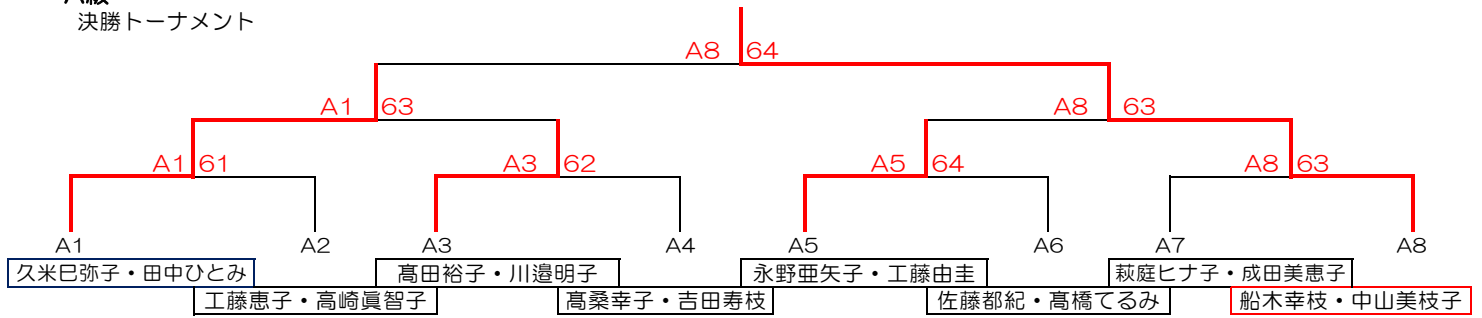 A級
決勝トーナメント
A8 64
A1 63
A8 63
A1 61
A3 62
A5 64
A8 63
A1 A2 A3 A4 A5 A6 A7 A8
久米巳弥子・田中ひとみ
髙田裕子・川邉明子
永野亜矢子・工藤由圭
萩庭ヒナ子・成田美恵子
工藤恵子・高崎眞智子
髙桑幸子・吉田寿枝
佐藤都紀・髙橋てるみ
船木幸枝・中山美枝子